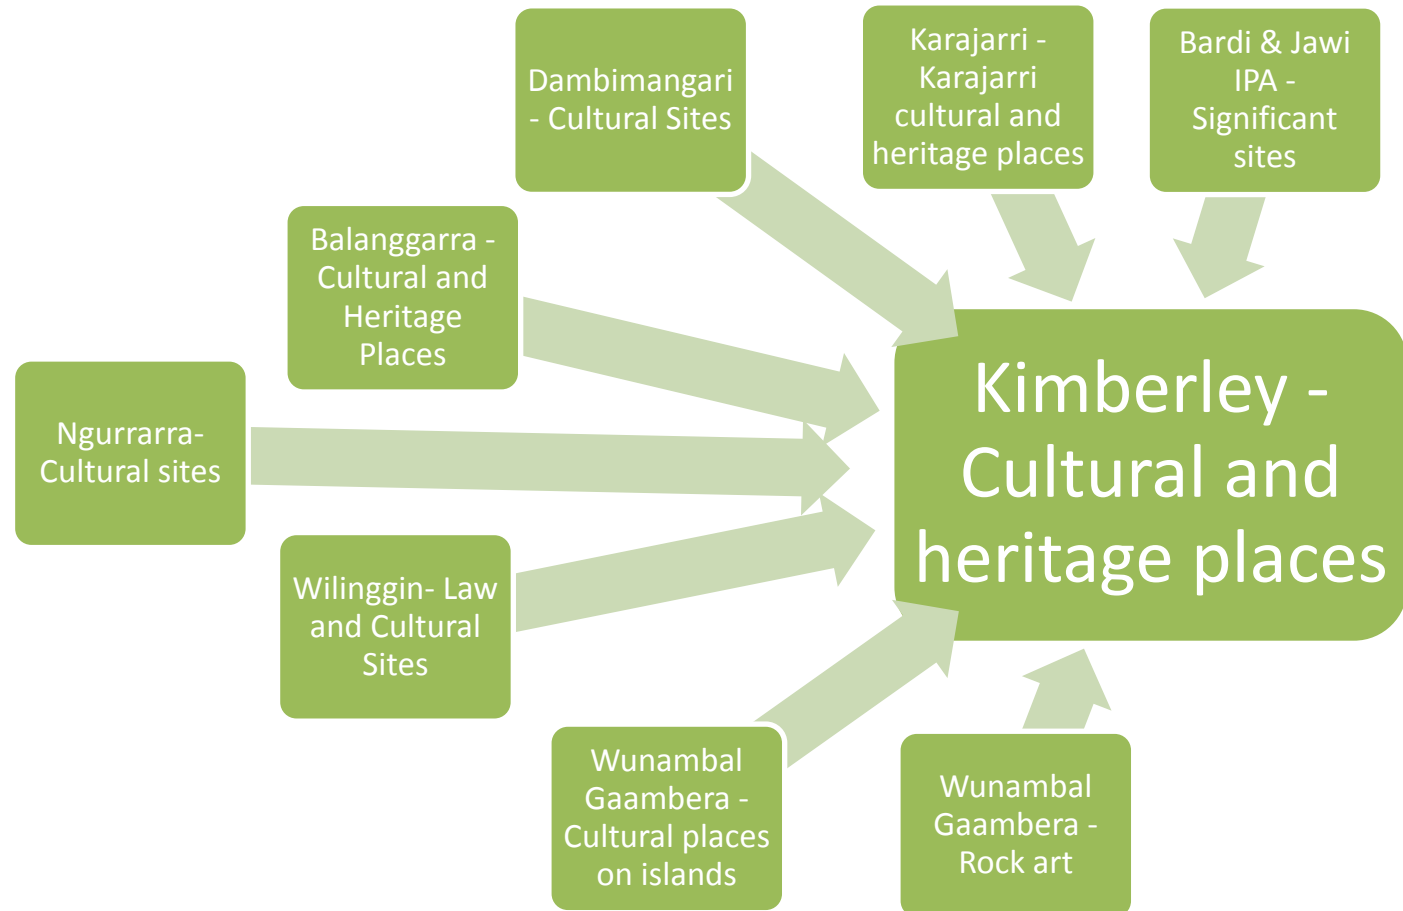 Dambimangari
- Cultural Sites
Karajarri -
Karajarri
cultural and
heritage places
Bardi & Jawi
IPA -
Significant
sites
Balanggarra -
Cultural and
Heritage
Places
Ngurrarra-
Cultural sites
Kimberley -
Cultural and
heritage places
Wilinggin- Law
and Cultural
Sites
Wunambal
Gaambera -
Cultural places
on islands
Wunambal
Gaambera -
Rock art